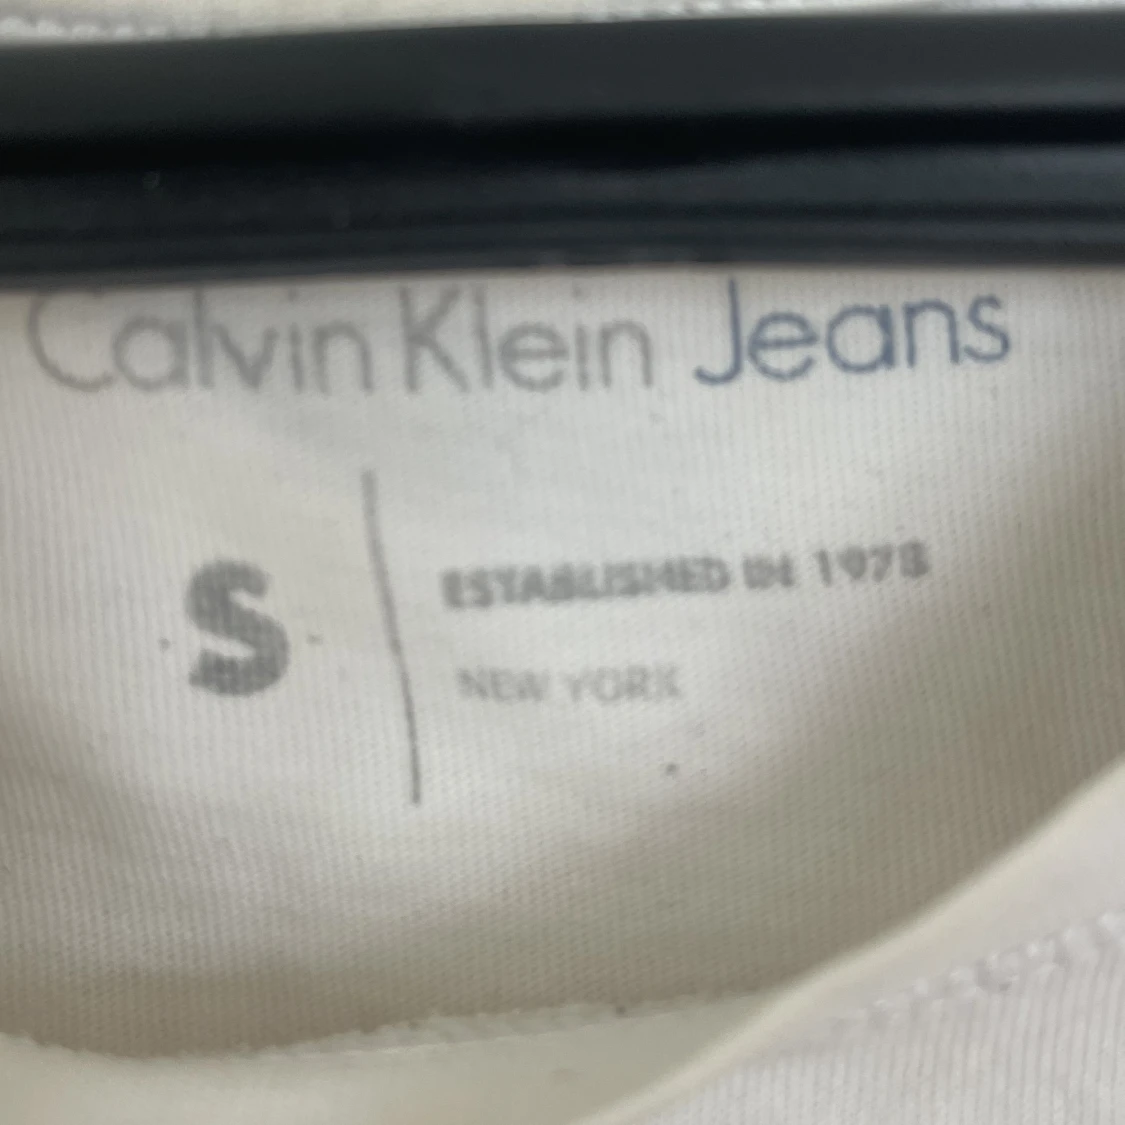 Calvin Klein Jeans
S
ESTABLISHED IN 1978
NEW YORK